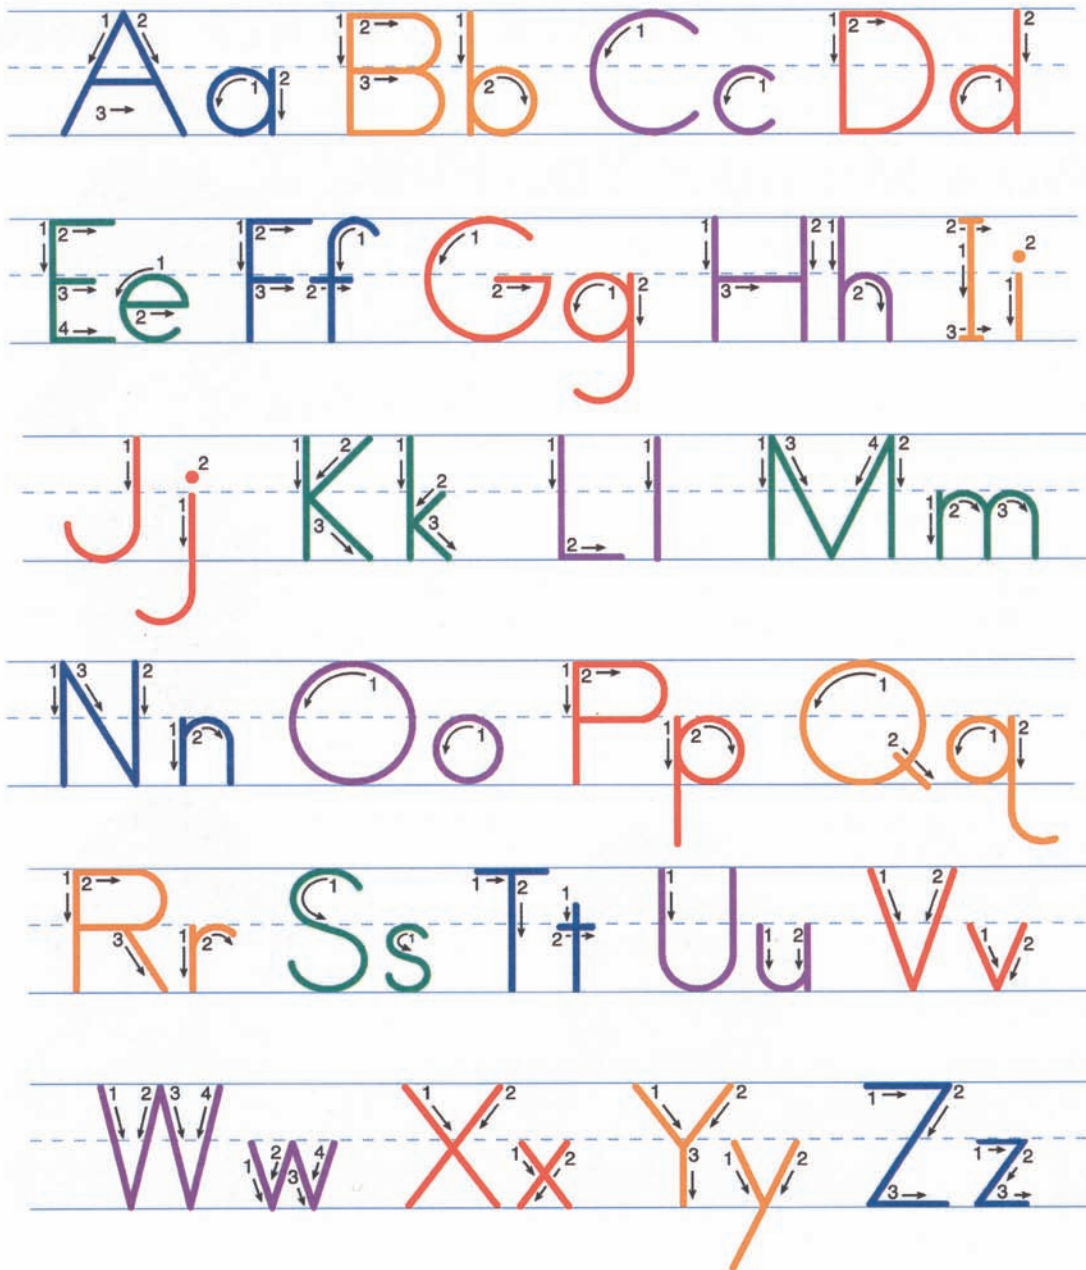 Aa Bb Cc Dd
Ee Ff Gg Hh Ii
Jj Kk Ll Mm
Nn Oo Pp Qq
Rr Ss Tt Uu Vv
Ww Xx Yy Zz